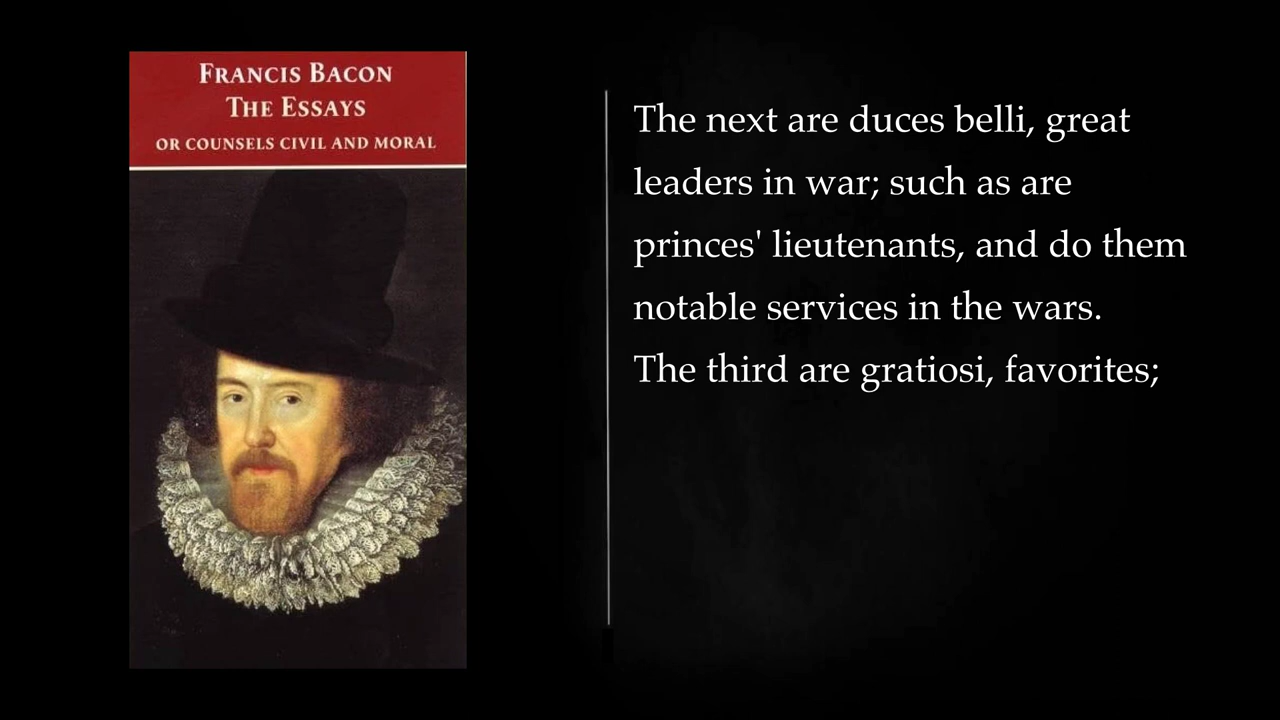 FRANCIS BACON
THE ESSAYS
OR COUNSELS CIVIL AND MORAL
The next are duces belli, great
leaders in war; such as are
princes' lieutenants, and do them
notable services in the wars.
The third are gratiosi, favorites;